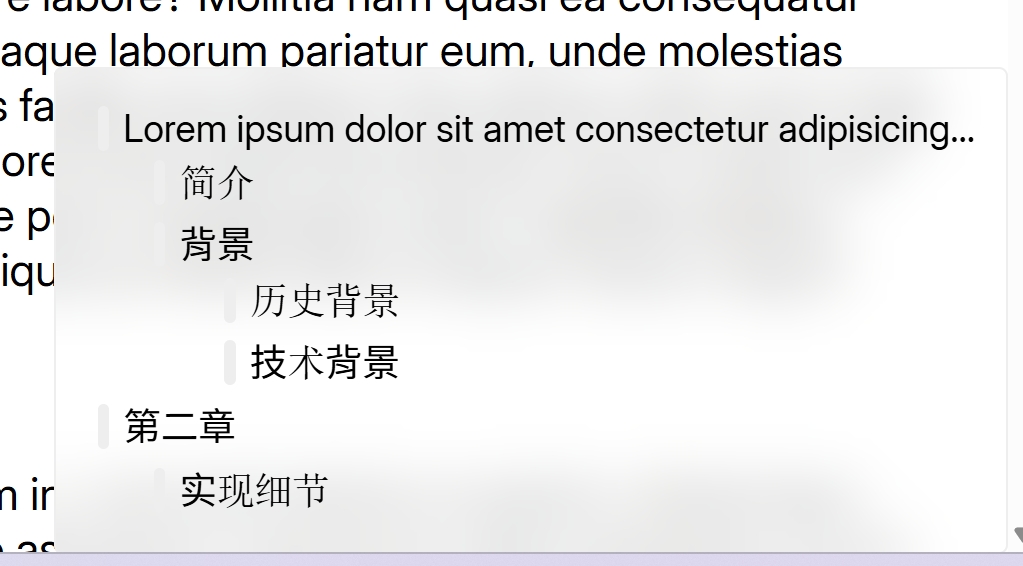 e labore? Mollitia nam quasi ea consequatur
aque laborum pariatur eum, unde molestias
s fa
ore
e p
iqu
Lorem ipsum dolor sit amet consectetur adipisicing...
简介
背景
历史背景
技术背景
第二章
实现细节
m in
as